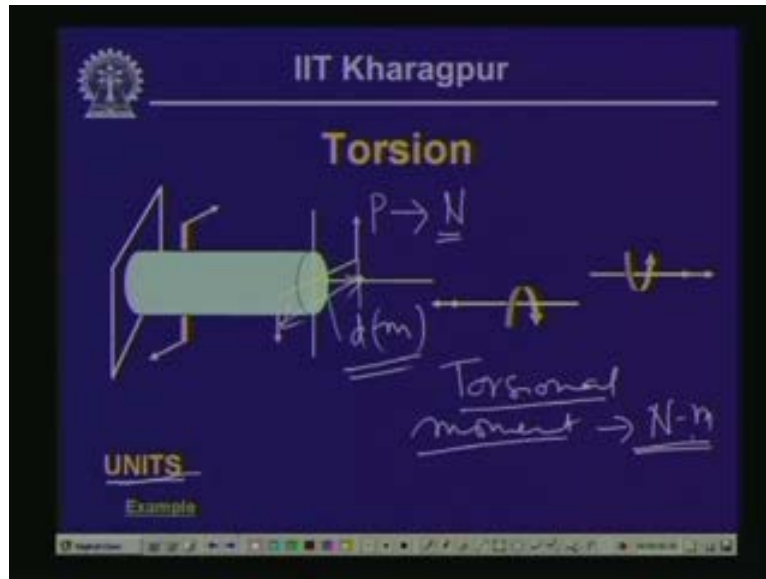 IIT Kharagpur
Torsion
P → N
d(m)
Torsional
moment → N-m
UNITS
Example